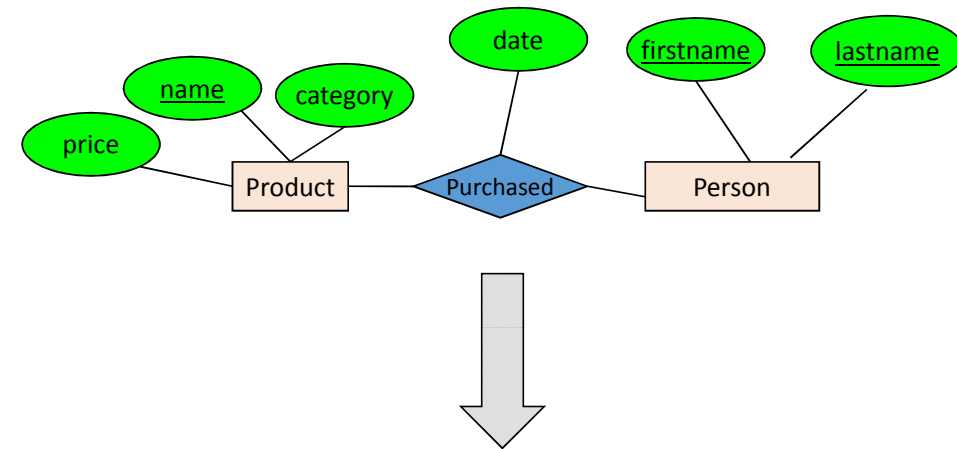 date
firstname
lastname
name
category
price
Product
Purchased
Person